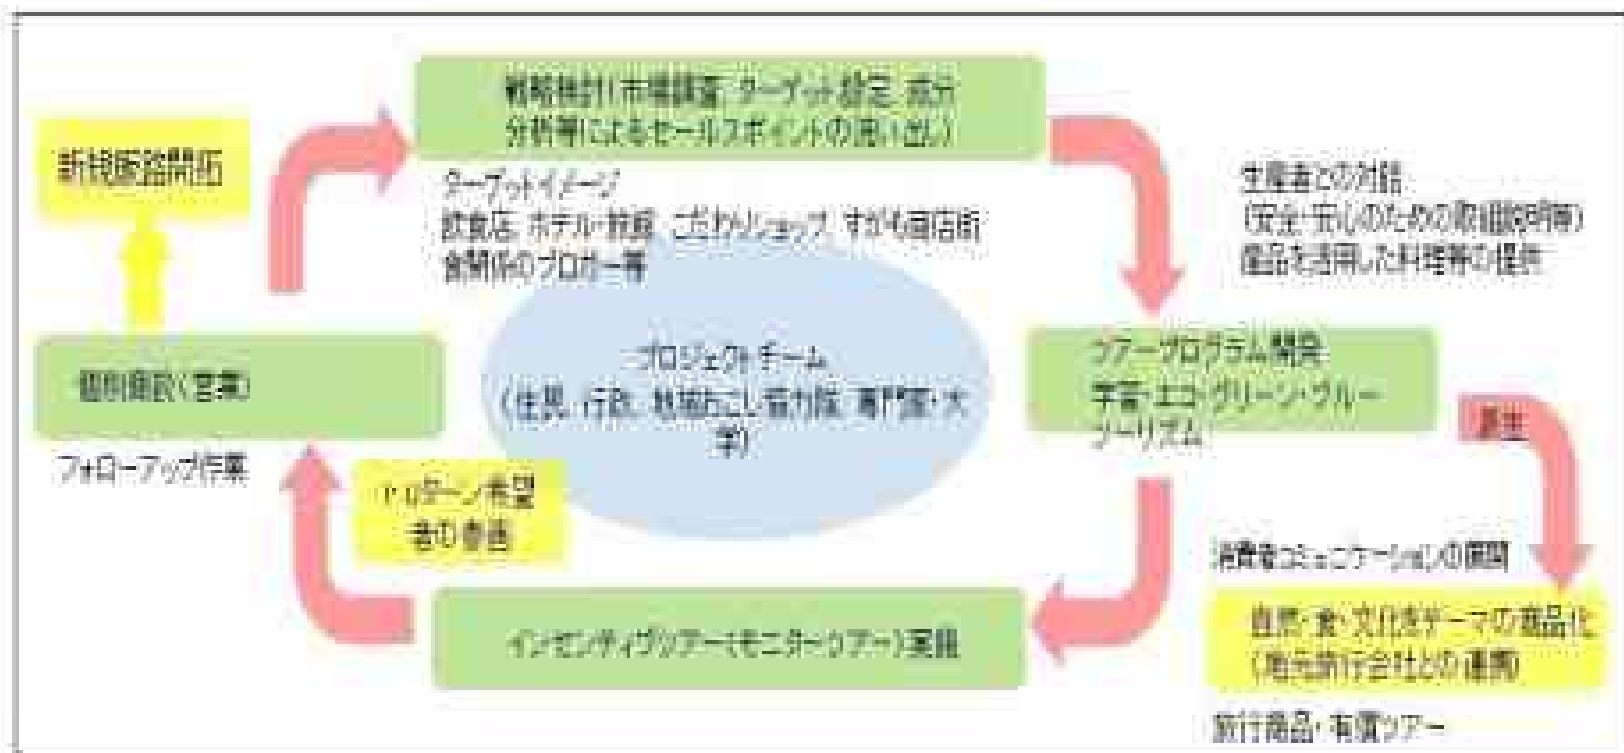 戦略検討(市場調査、ターゲット設定、成分
分析等によるセールスポイントの洗い出し)
新規販路開拓
ターゲットイメージ
飲食店、ホテル・旅館、こだわりショップ、すがも商店街
食関係のブロガー等
生産者との対話
(安全・安心のための取組説明等)
産品を活用した料理等の提供
個別商談(営業)
フォローアップ作業
プロジェクトチーム
(住民、行政、地域おこし協力隊、専門家・大
学)
ツアープログラム開発
学習・エコ・グリーン・ブルー
ツーリズム
派生
ターン希望
者の参画
消費者コミュニケーションの展開
インセンティブツアー(モニターツアー)実施
自然・食・文化をテーマの商品化
(地元旅行会社との連携)
旅行商品・有償ツアー